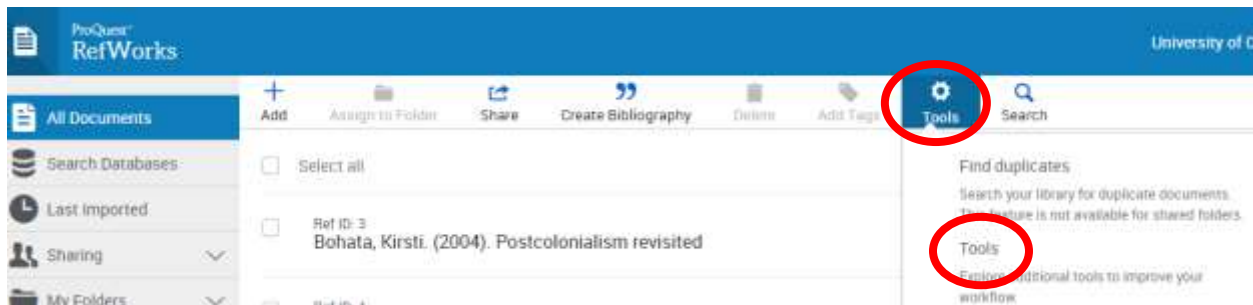 ProQuest®
RefWorks
University of
Add
Assign to Folder
Share
Create Bibliography
Delete
Add Tags
Tools
Search
All Documents
Search Databases
Last Imported
Sharing
My Folders
Select all
Ref ID: 3
Bohata, Kirsti. (2004). Postcolonialism revisited
Find duplicates
Search your library for duplicate documents.
This feature is not available for shared folders.
Tools
Explore additional tools to improve your
workflow